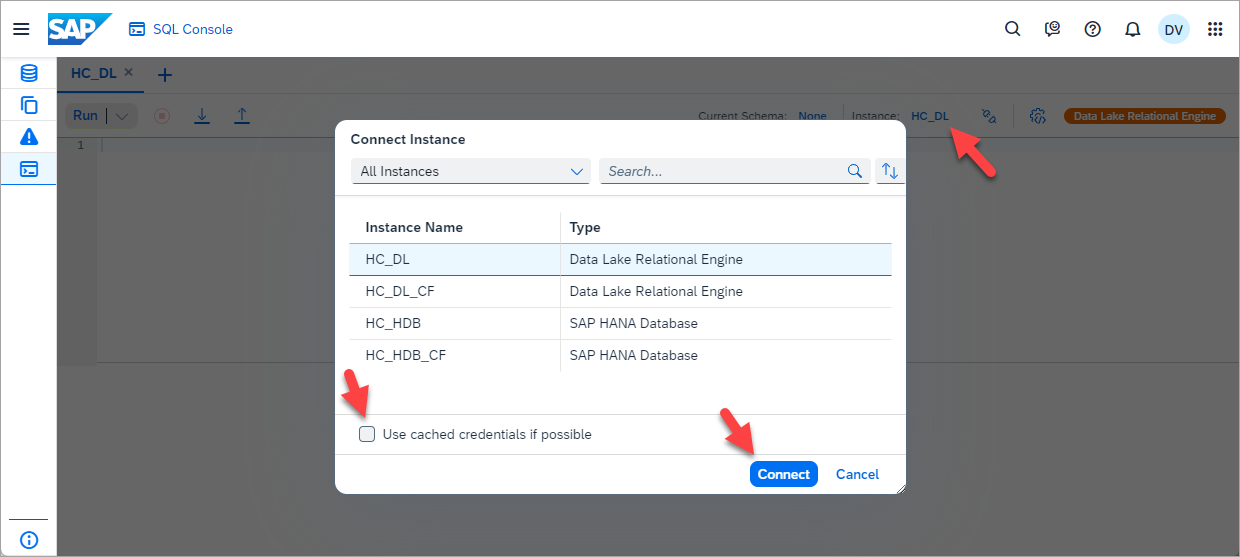 SAP SQL Console DV
HC_DL
Run Current Schema: None Instance: HC_DL Data Lake Relational Engine
1
Connect Instance
All Instances Search...
Instance Name Type
HC_DL Data Lake Relational Engine
HC_DL_CF Data Lake Relational Engine
HC_HDB SAP HANA Database
HC_HDB_CF SAP HANA Database
Use cached credentials if possible
Connect Cancel